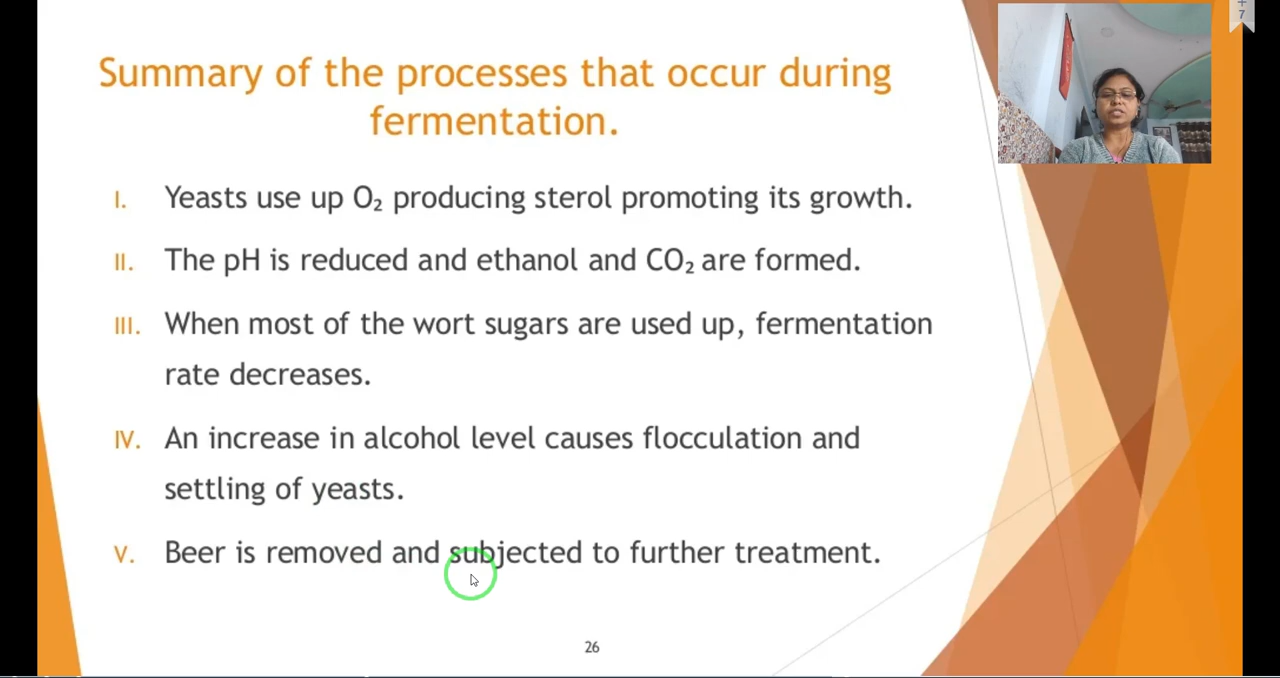 Summary of the processes that occur during
fermentation.
I. Yeasts use up O₂ producing sterol promoting its growth.
II. The pH is reduced and ethanol and CO₂ are formed.
III. When most of the wort sugars are used up, fermentation
rate decreases.
IV. An increase in alcohol level causes flocculation and
settling of yeasts.
V. Beer is removed and subjected to further treatment.
26
+
7